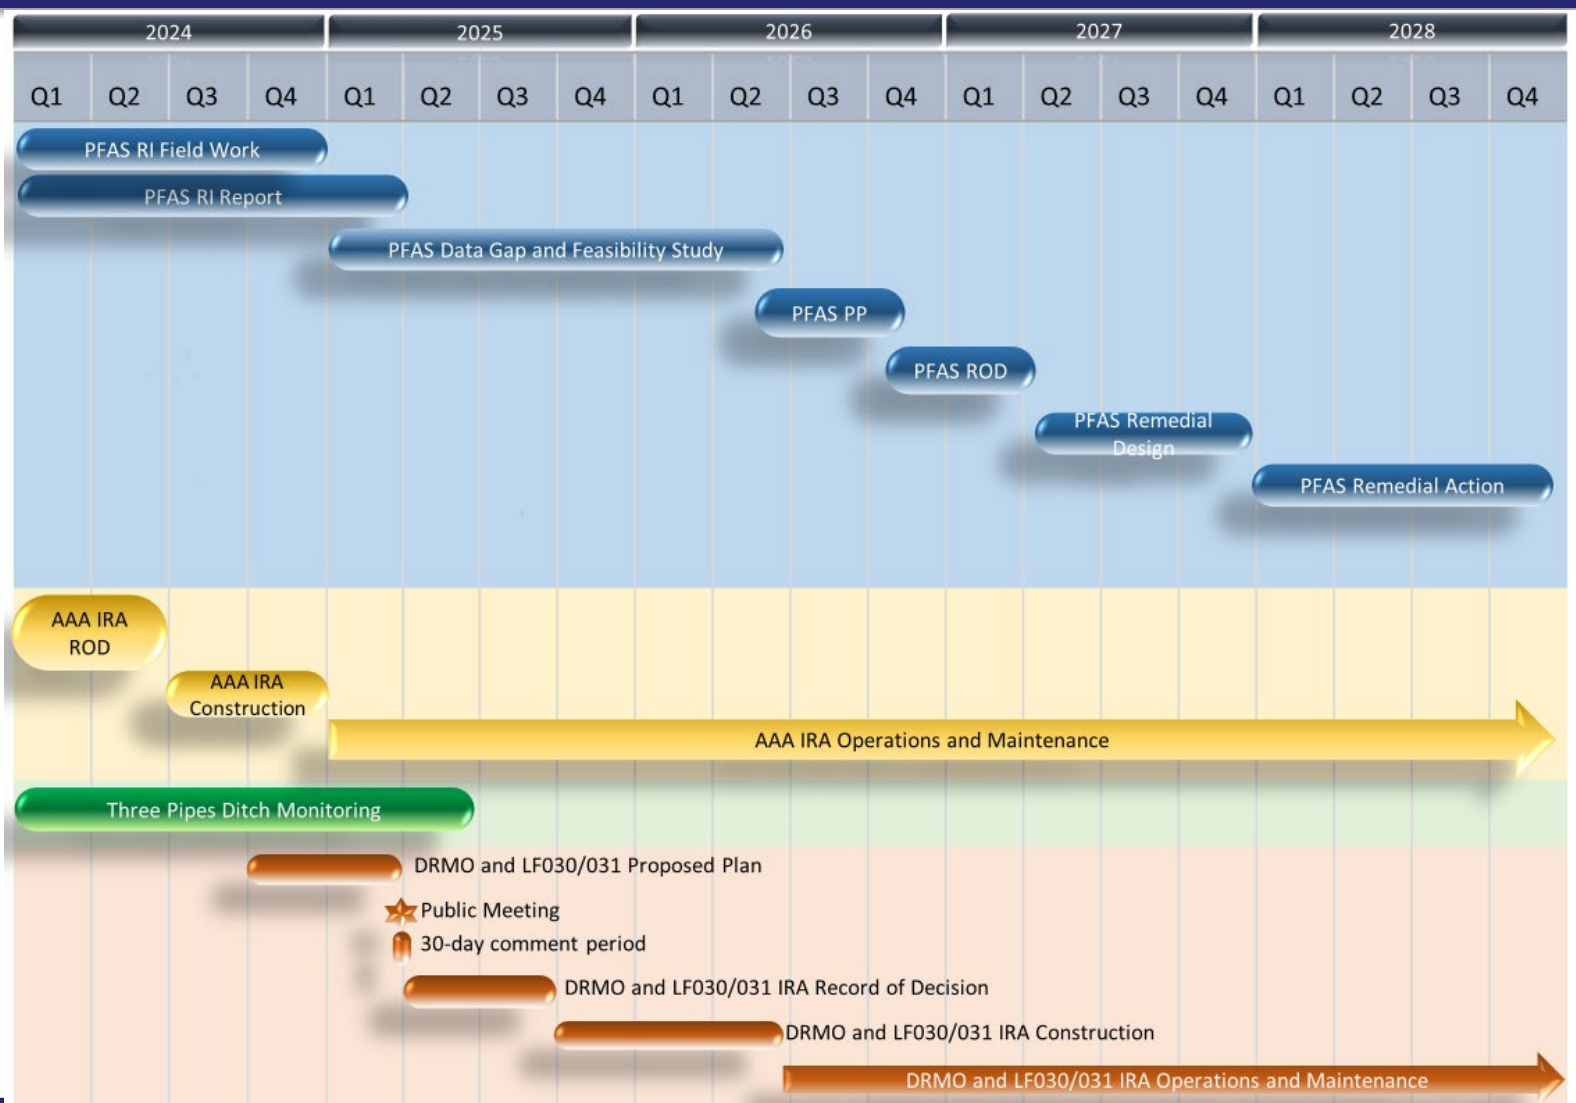 2024 2025 2026 2027 2028
Q1 Q2 Q3 Q4 Q1 Q2 Q3 Q4 Q1 Q2 Q3 Q4 Q1 Q2 Q3 Q4 Q1 Q2 Q3 Q4
PFAS RI Field Work
PFAS RI Report
PFAS Data Gap and Feasibility Study
PFAS PP
PFAS ROD
PFAS Remedial
Design
PFAS Remedial Action
AAA IRA
ROD
AAA IRA
Construction
AAA IRA Operations and Maintenance
Three Pipes Ditch Monitoring
DRMO and LF030/031 Proposed Plan
Public Meeting
30-day comment period
DRMO and LF030/031 IRA Record of Decision
DRMO and LF030/031 IRA Construction
DRMO and LF030/031 IRA Operations and Maintenance